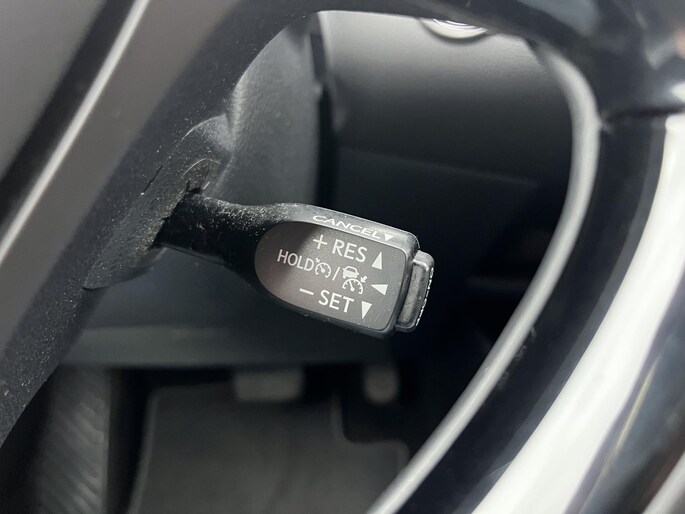 CANCEL▼
+ RES ▲
HOLD /
− SET ▼